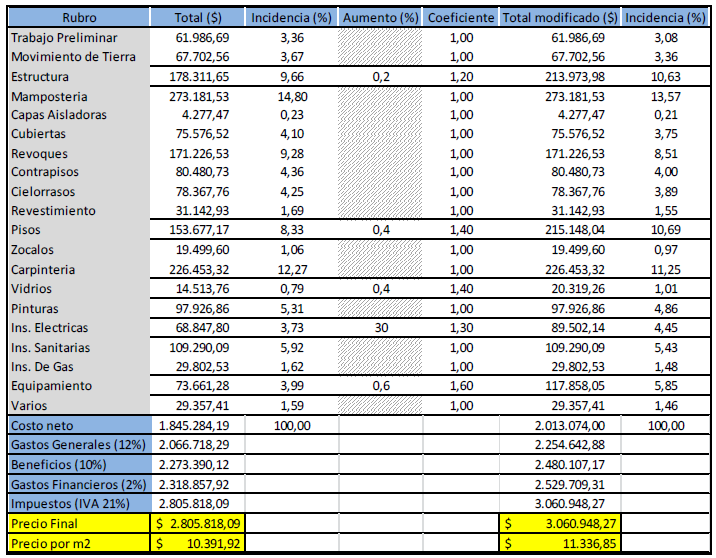 Rubro Total ($) Incidencia (%) Aumento (%) Coeficiente Total modificado ($) Incidencia (%)
Trabajo Preliminar 61.986,69 3,36 1,00 61.986,69 3,08
Movimiento de Tierra 67.702,56 3,67 1,00 67.702,56 3,36
Estructura 178.311,65 9,66 0,2 1,20 213.973,98 10,63
Mamposteria 273.181,53 14,80 1,00 273.181,53 13,57
Capas Aisladoras 4.277,47 0,23 1,00 4.277,47 0,21
Cubiertas 75.576,52 4,10 1,00 75.576,52 3,75
Revoques 171.226,53 9,28 1,00 171.226,53 8,51
Contrapisos 80.480,73 4,36 1,00 80.480,73 4,00
Cielorrasos 78.367,76 4,25 1,00 78.367,76 3,89
Revestimiento 31.142,93 1,69 1,00 31.142,93 1,55
Pisos 153.677,17 8,33 0,4 1,40 215.148,04 10,69
Zocalos 19.499,60 1,06 1,00 19.499,60 0,97
Carpinteria 226.453,32 12,27 1,00 226.453,32 11,25
Vidrios 14.513,76 0,79 0,4 1,40 20.319,26 1,01
Pinturas 97.926,86 5,31 1,00 97.926,86 4,86
Ins. Electricas 68.847,80 3,73 30 1,30 89.502,14 4,45
Ins. Sanitarias 109.290,09 5,92 1,00 109.290,09 5,43
Ins. De Gas 29.802,53 1,62 1,00 29.802,53 1,48
Equipamiento 73.661,28 3,99 0,6 1,60 117.858,05 5,85
Varios 29.357,41 1,59 1,00 29.357,41 1,46
Costo neto 1.845.284,19 100,00 2.013.074,00 100,00
Gastos Generales (12%) 2.066.718,29 2.254.642,88
Beneficios (10%) 2.273.390,12 2.480.107,17
Gastos Financieros (2%) 2.318.857,92 2.529.709,31
Impuestos (IVA 21%) 2.805.818,09 3.060.948,27
Precio Final $ 2.805.818,09 $ 3.060.948,27
Precio por m2 $ 10.391,92 $ 11.336,85